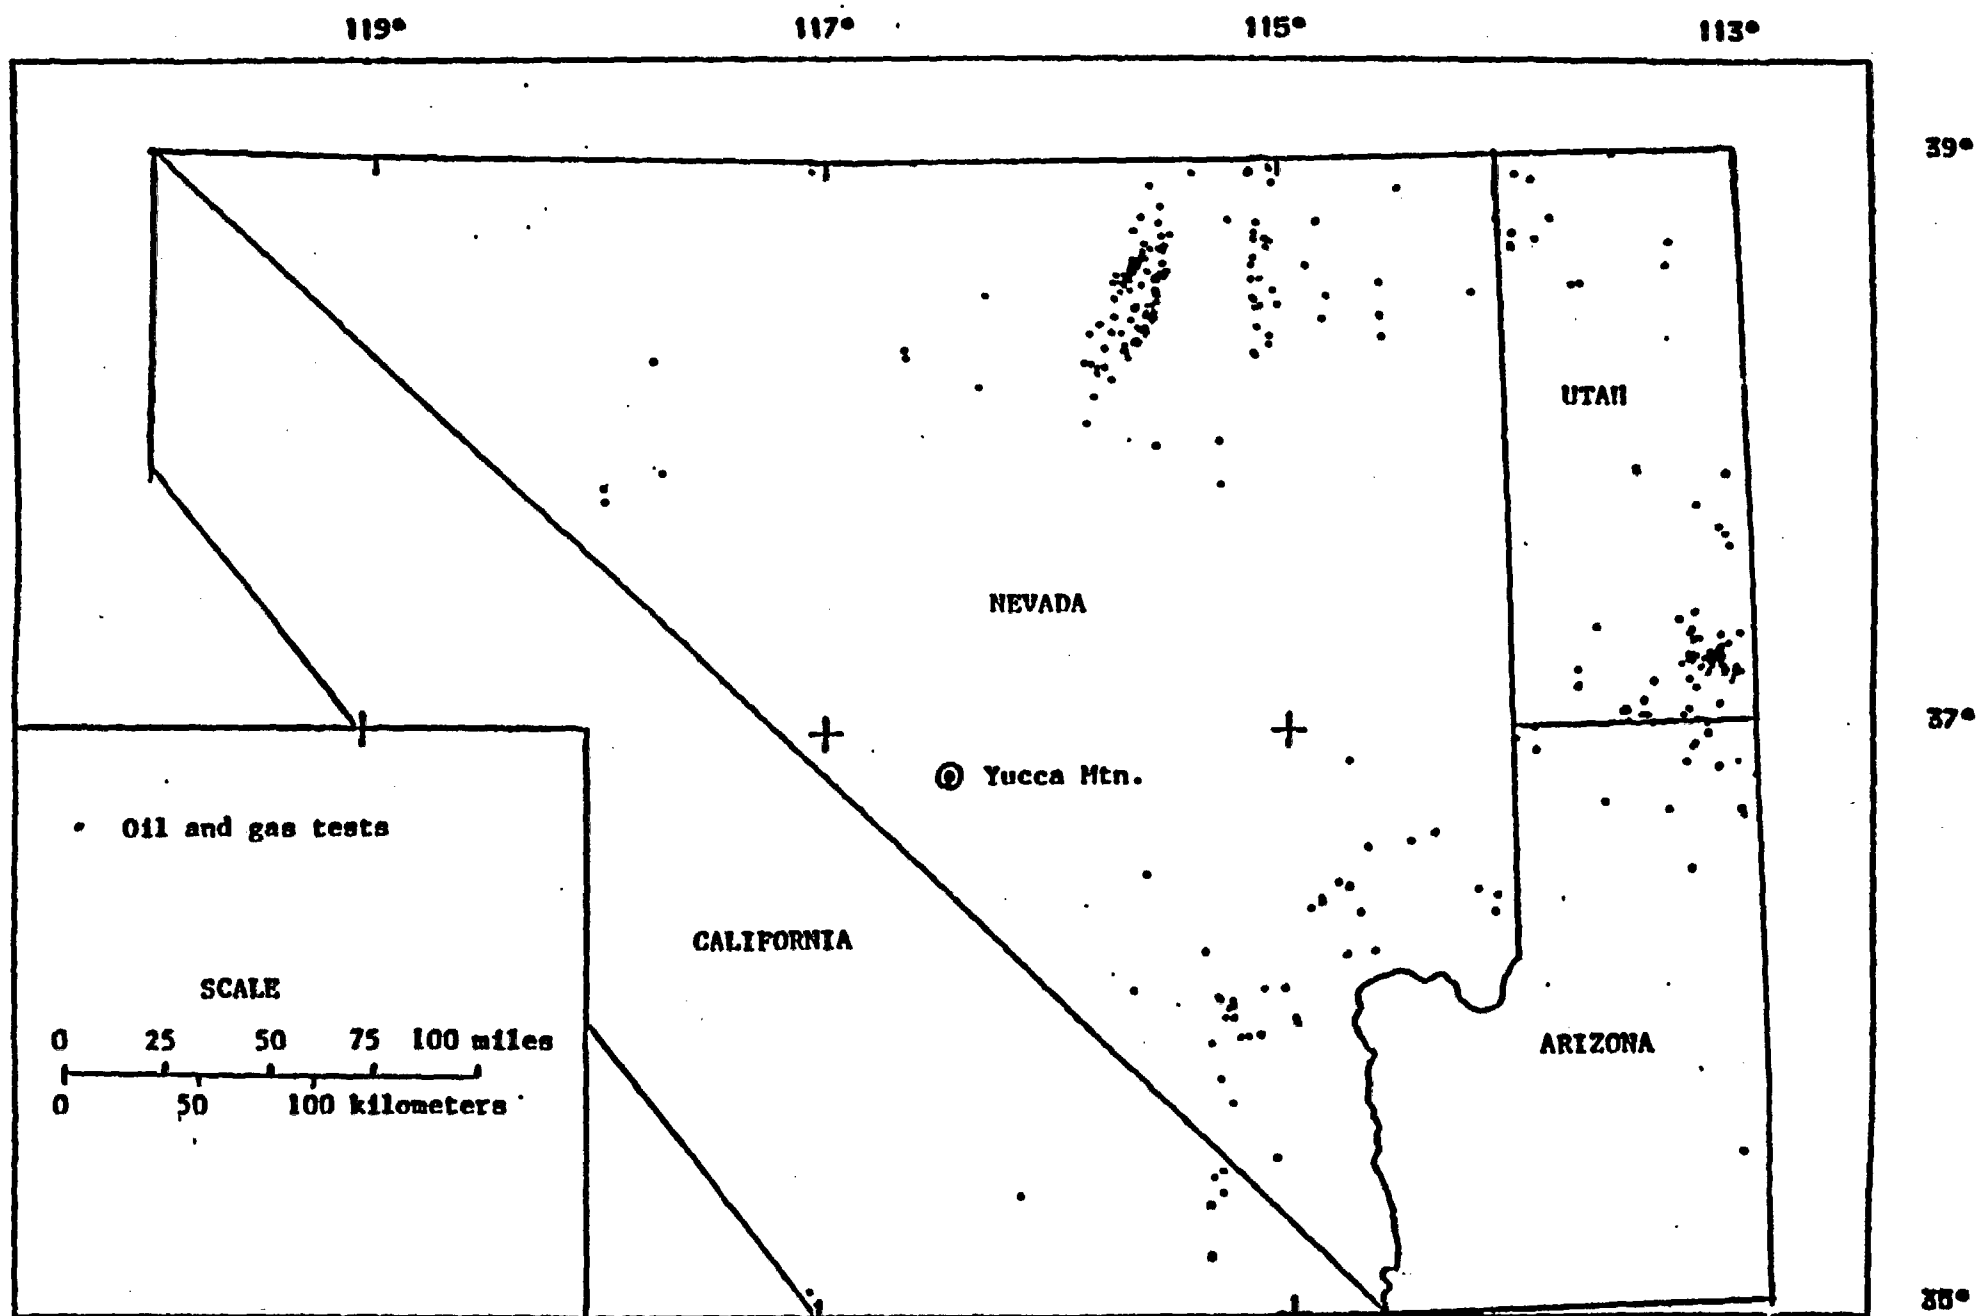 119° 117° 115° 113°
39°
UTAH
NEVADA
37°
Yucca Mtn.
Oil and gas tests
CALIFORNIA
SCALE
ARIZONA
0 25 50 75 100 miles
0 50 100 kilometers
35°